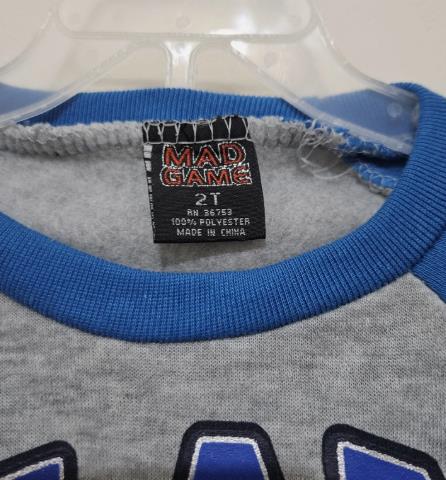 MAD
GAME
2T
RN 36753
100% POLYESTER
MADE IN CHINA